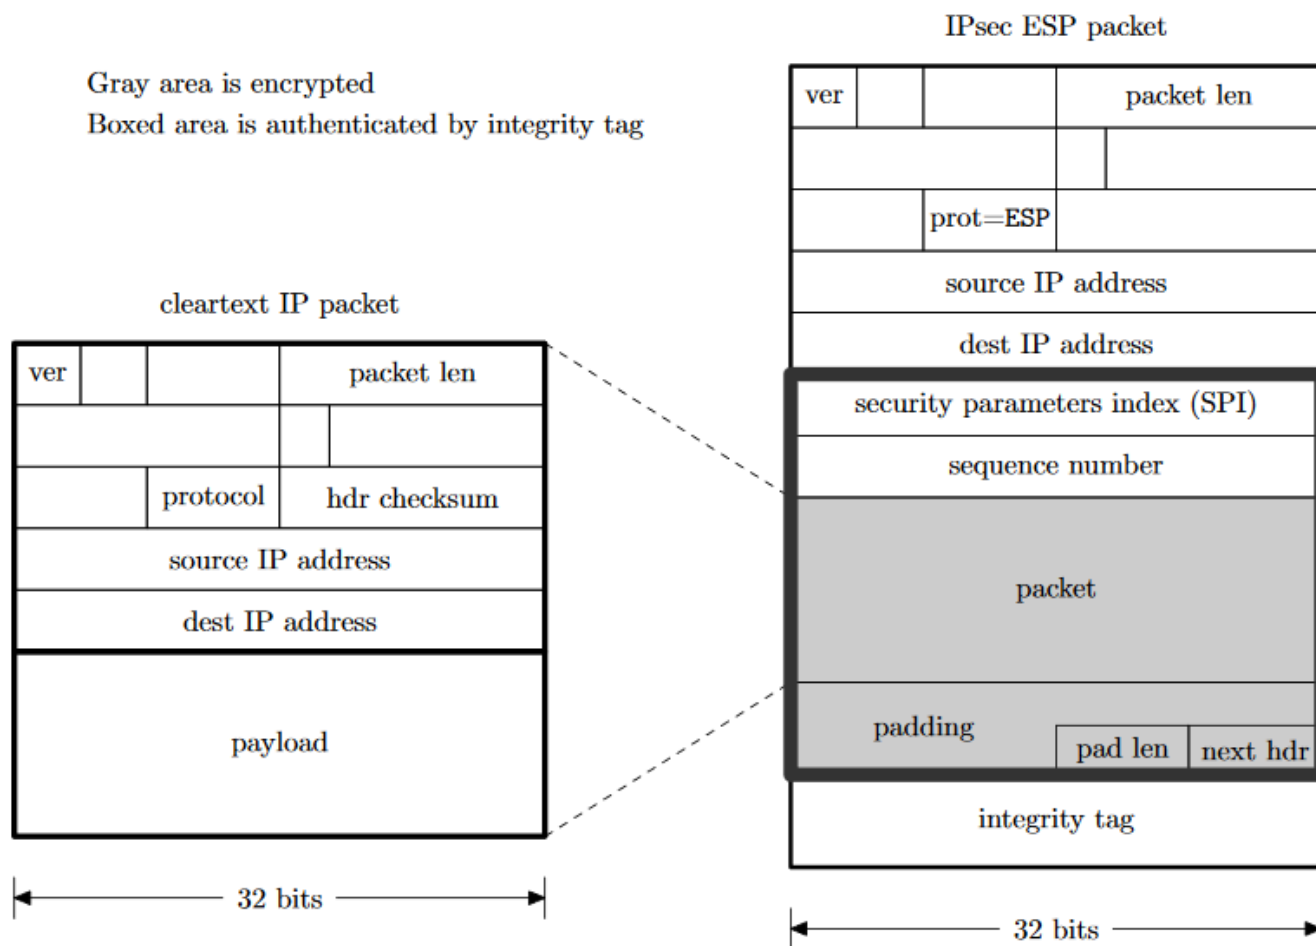 IPsec ESP packet
Gray area is encrypted
Boxed area is authenticated by integrity tag
ver packet len
prot=ESP
source IP address
dest IP address
security parameters index (SPI)
sequence number
packet
padding
pad len next hdr
integrity tag
32 bits
cleartext IP packet
ver packet len
protocol hdr checksum
source IP address
dest IP address
payload
32 bits